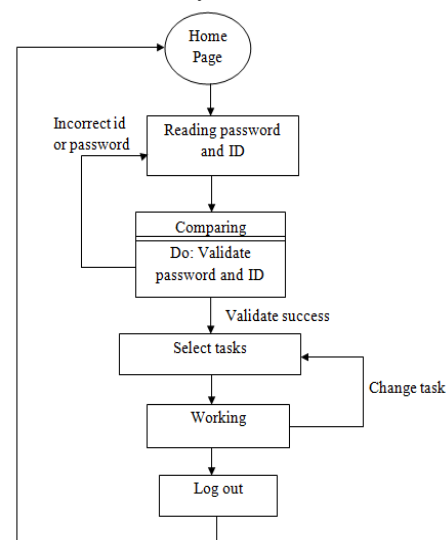 Home
Page
Incorrect id
or password
Reading password
and ID
Comparing
Do: Validate
password and ID
Validate success
Select tasks
Change task
Working
Log out